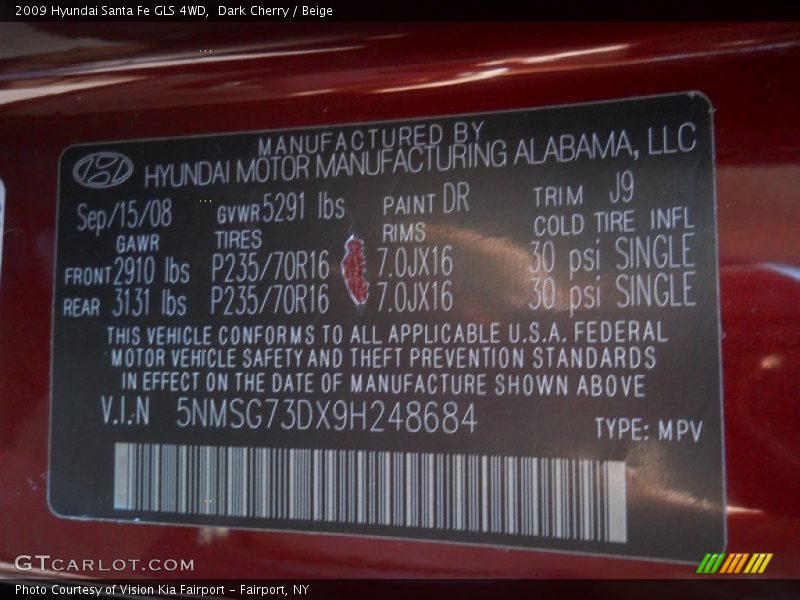 2009 Hyundai Santa Fe GLS 4WD,  Dark Cherry / Beige
MANUFACTURED BY
HYUNDAI MOTOR MANUFACTURING ALABAMA, LLC
Sep/15/08 GVWR 5291 lbs PAINT DR TRIM J9
GAWR TIRES RIMS COLD TIRE INFL
FRONT 2910 lbs P235/70R16 7.0JX16 30 psi SINGLE
REAR 3131 lbs P235/70R16 7.0JX16 30 psi SINGLE
THIS VEHICLE CONFORMS TO ALL APPLICABLE U.S.A. FEDERAL
MOTOR VEHICLE SAFETY AND THEFT PREVENTION STANDARDS
IN EFFECT ON THE DATE OF MANUFACTURE SHOWN ABOVE
V.I.N 5NMSG73DX9H248684
TYPE: MPV
GTCARLOT.COM
Photo Courtesy of Vision Kia Fairport - Fairport, NY